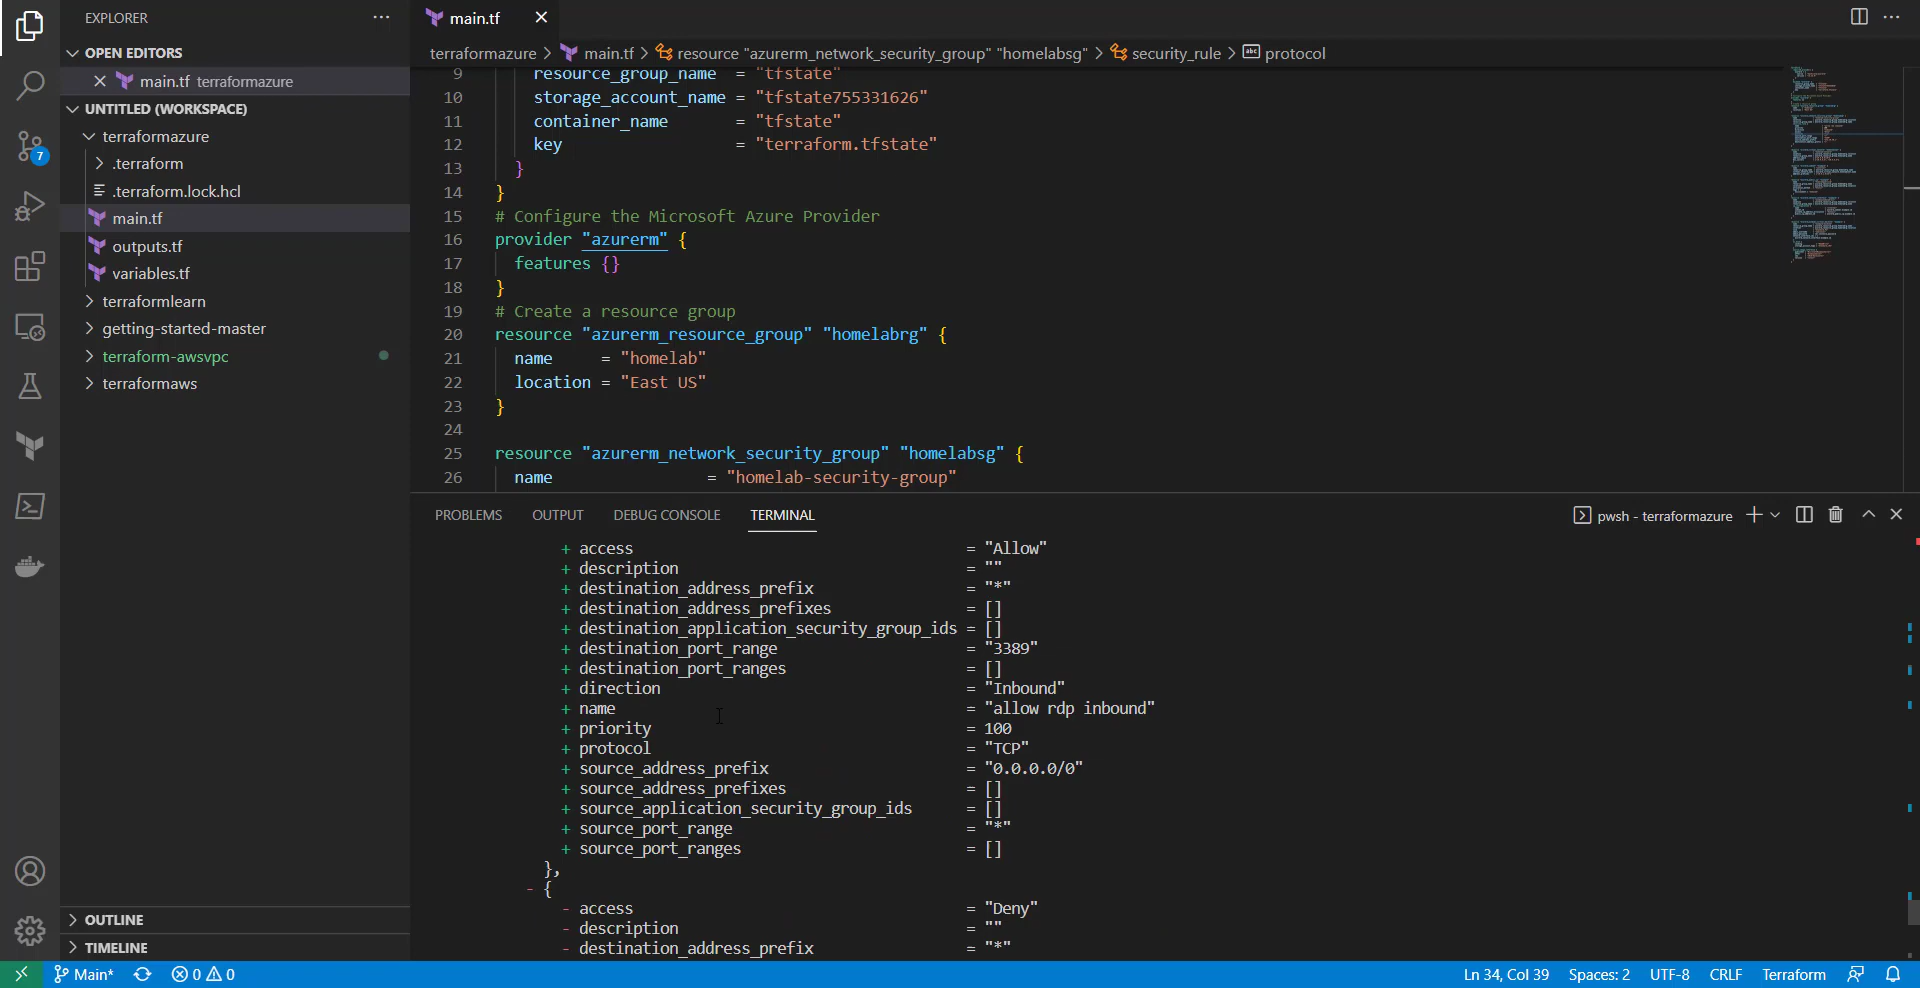 EXPLORER
OPEN EDITORS
main.tf terraformazure
UNTITLED (WORKSPACE)
terraformazure
.terraform
.terraform.lock.hcl
main.tf
outputs.tf
variables.tf
terraformlearn
getting-started-master
terraform-awsvpc
terraformaws
OUTLINE
TIMELINE
7
main.tf
terraformazure > main.tf > resource "azurerm_network_security_group" "homelabsg" > security_rule > abc protocol
9 resource_group_name = "tfstate"
10 storage_account_name = "tfstate755331626"
11 container_name = "tfstate"
12 key = "terraform.tfstate"
13 }
14 }
15 # Configure the Microsoft Azure Provider
16 provider "azurerm" {
17 features {}
18 }
19 # Create a resource group
20 resource "azurerm_resource_group" "homelabrg" {
21 name = "homelab"
22 location = "East US"
23 }
24
25 resource "azurerm_network_security_group" "homelabsg" {
26 name = "homelab-security-group"
PROBLEMS OUTPUT DEBUG CONSOLE TERMINAL pwsh - terraformazure
+ access = "Allow"
+ description = ""
+ destination_address_prefix = "*"
+ destination_address_prefixes = []
+ destination_application_security_group_ids = []
+ destination_port_range = "3389"
+ destination_port_ranges = []
+ direction = "Inbound"
+ name = "allow rdp inbound"
+ priority = 100
+ protocol = "TCP"
+ source_address_prefix = "0.0.0.0/0"
+ source_address_prefixes = []
+ source_application_security_group_ids = []
+ source_port_range = "*"
+ source_port_ranges = []
},
- {
- access = "Deny"
- description = ""
- destination_address_prefix = "*"
Main* 0 0 Ln 34, Col 39 Spaces: 2 UTF-8 CRLF Terraform